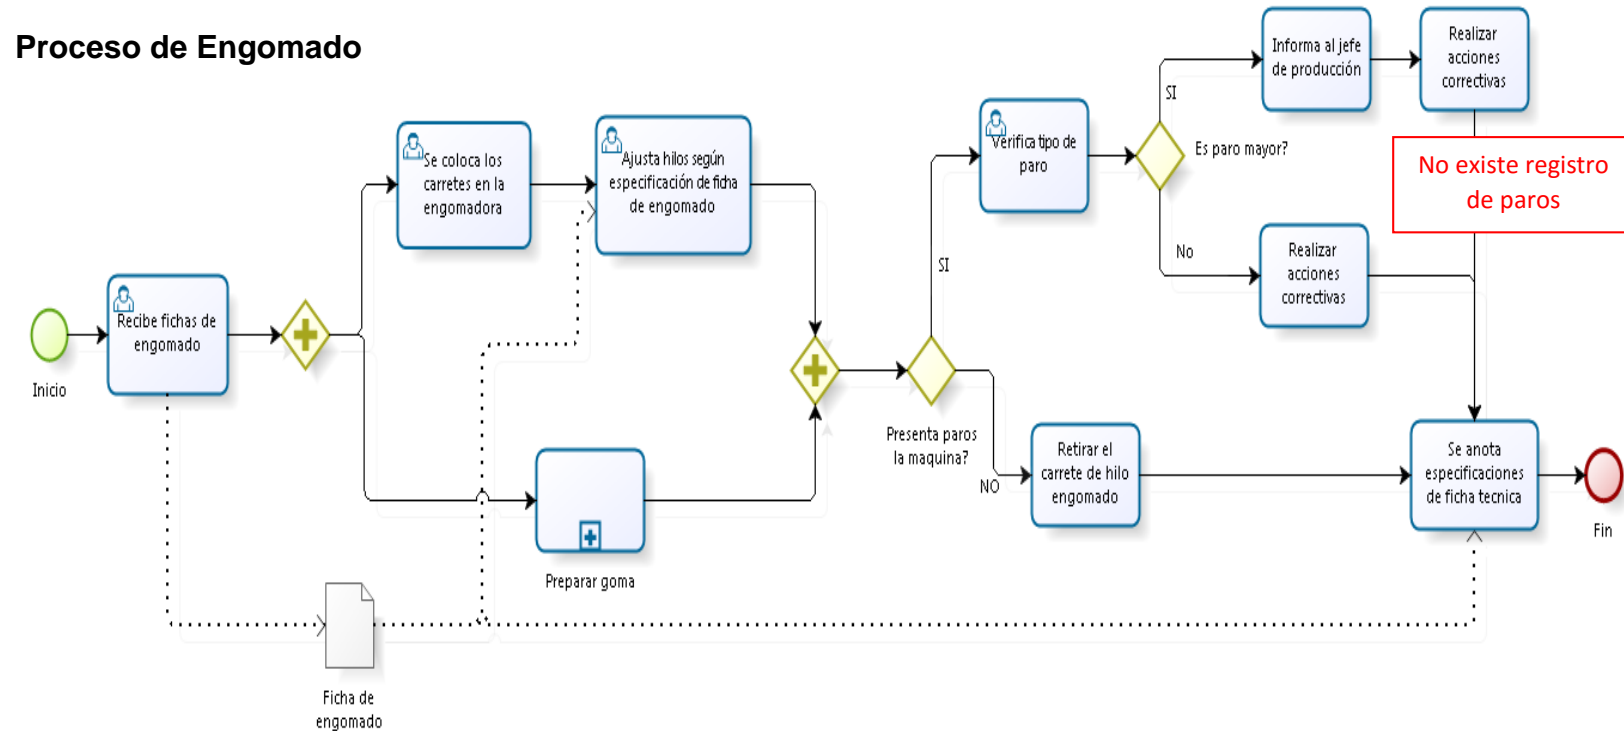 Proceso de Engomado
Inicio
Recibe fichas de
engomado
Se coloca los
carretes en la
engomadora
Ajusta hilos según
especificación de ficha
de engomado
Preparar goma
Ficha de
engomado
Presenta paros
la maquina?
SI
NO
Verifica tipo de
paro
Es paro mayor?
SI
No
Informa al jefe
de producción
Realizar
acciones
correctivas
No existe registro
de paros
Realizar
acciones
correctivas
Retirar el
carrete de hilo
engomado
Se anota
especificaciones
de ficha tecnica
Fin